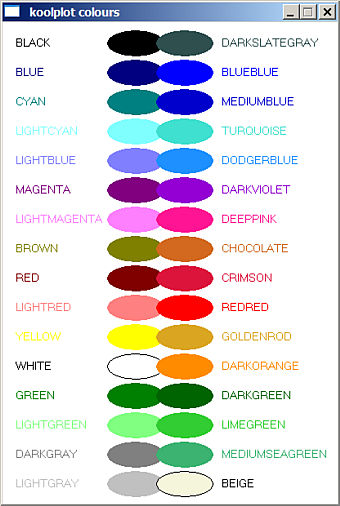 koolplot colours
BLACK DARKSLATEGRAY
BLUE BLUEBLUE
CYAN MEDIUMBLUE
LIGHTCYAN TURQUOISE
LIGHTBLUE DODGERBLUE
MAGENTA DARKVIOLET
LIGHTMAGENTA DEEPPINK
BROWN CHOCOLATE
RED CRIMSON
LIGHTRED REDRED
YELLOW GOLDENROD
WHITE DARKORANGE
GREEN DARKGREEN
LIGHTGREEN LIMEGREEN
DARKGRAY MEDIUMSEAGREEN
LIGHTGRAY BEIGE